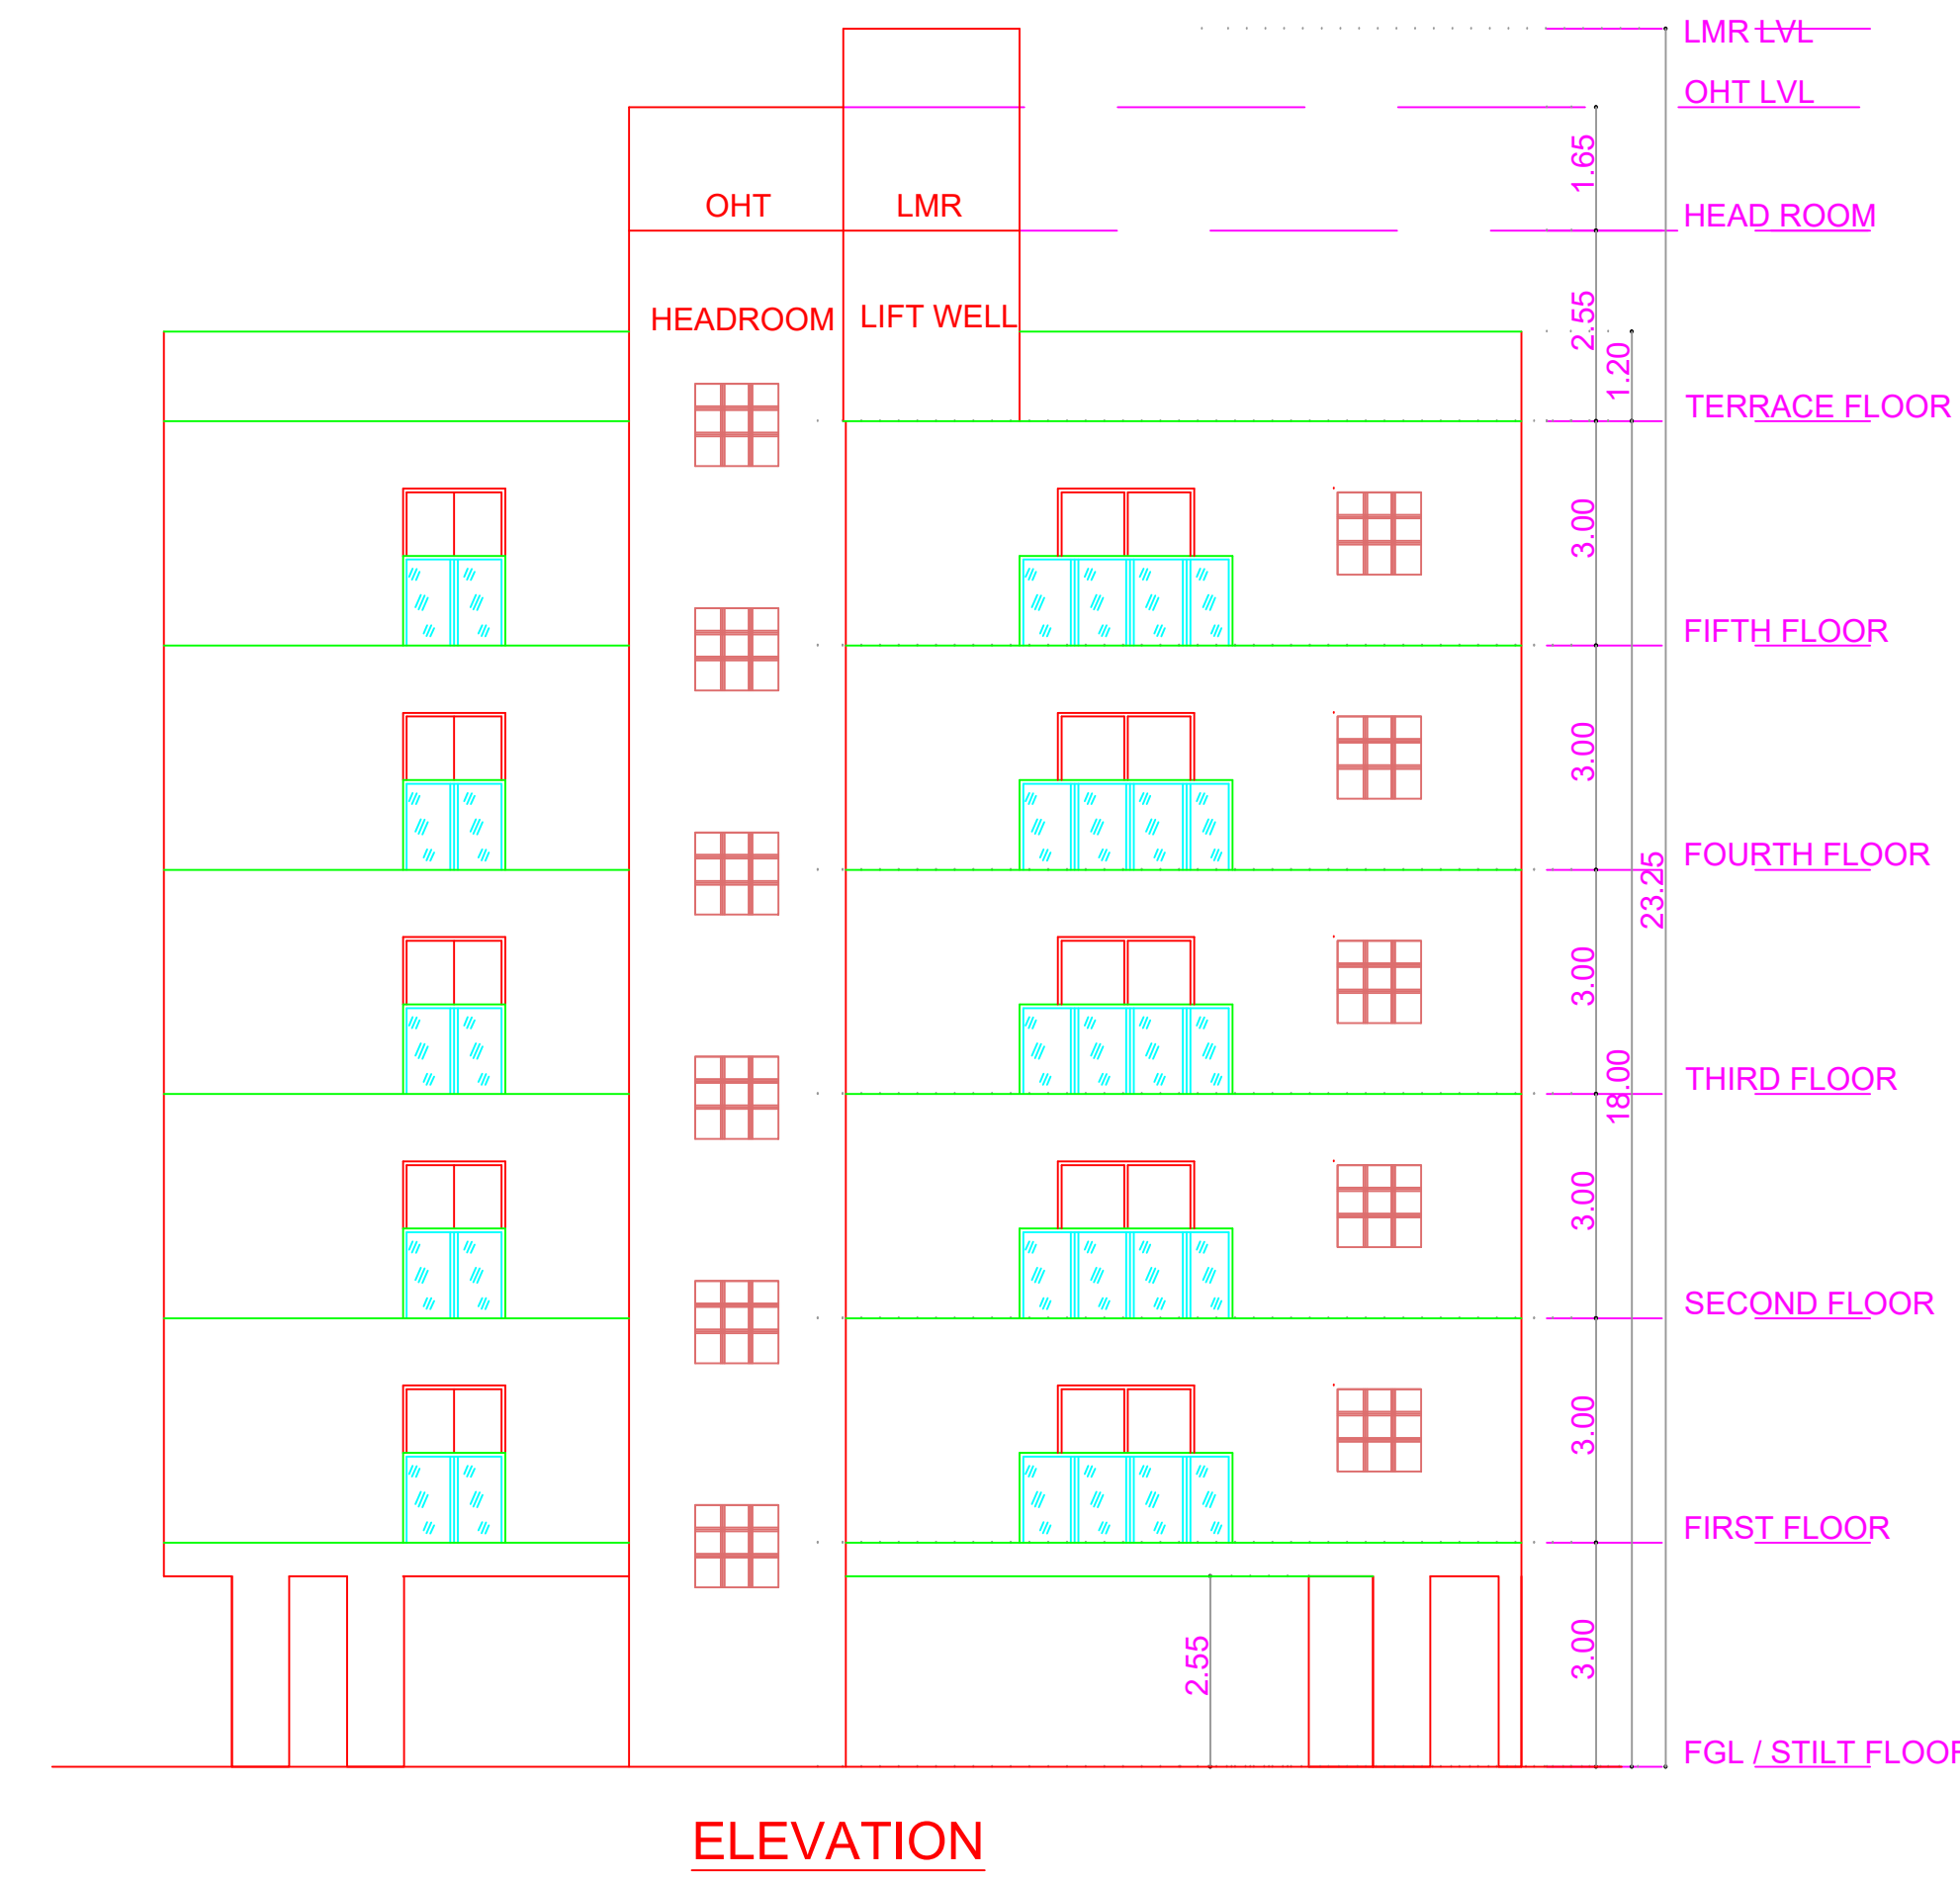 LMR LVL
OHT LVL
1.65
OHT
LMR
HEAD ROOM
HEADROOM
LIFT WELL
2.55
1.20
TERRACE FLOOR
3.00
FIFTH FLOOR
3.00
FOURTH FLOOR
23.25
3.00
18.00
THIRD FLOOR
3.00
SECOND FLOOR
3.00
FIRST FLOOR
2.55
3.00
FGL / STILT FLOOR
ELEVATION